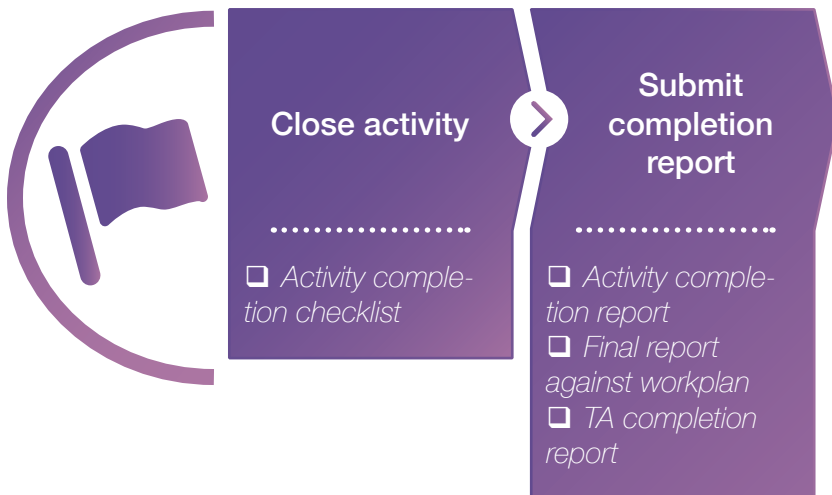 Close activity
❑ Activity comple-
tion checklist
Submit
completion
report
❑ Activity comple-
tion report
❑ Final report
against workplan
❑ TA completion
report